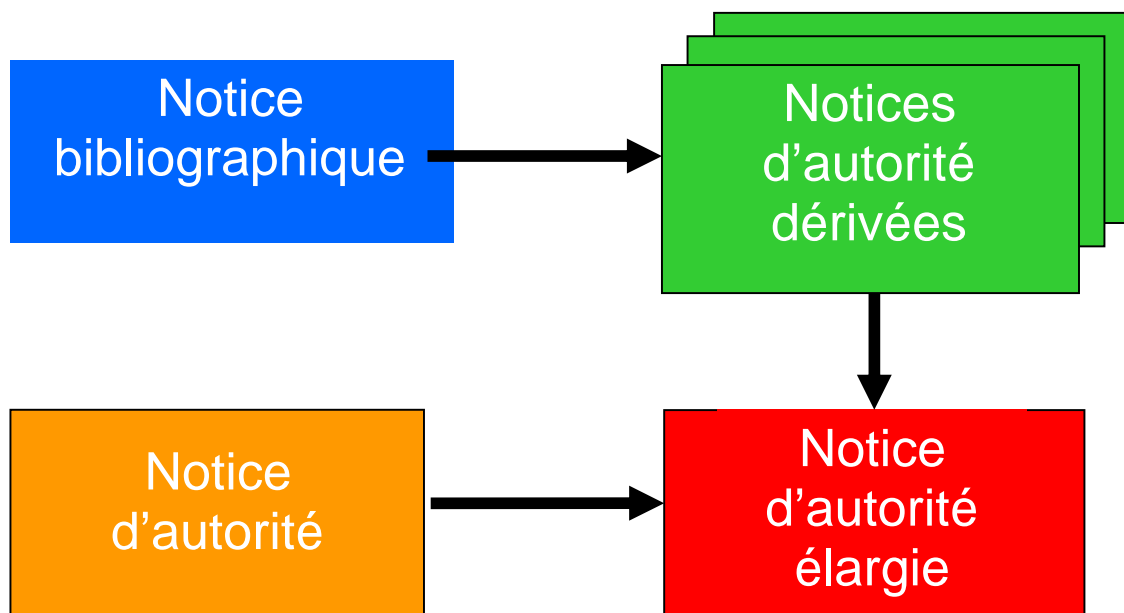 Notice
bibliographique
Notices
d’autorité
dérivées
Notice
d’autorité
Notice
d’autorité
élargie